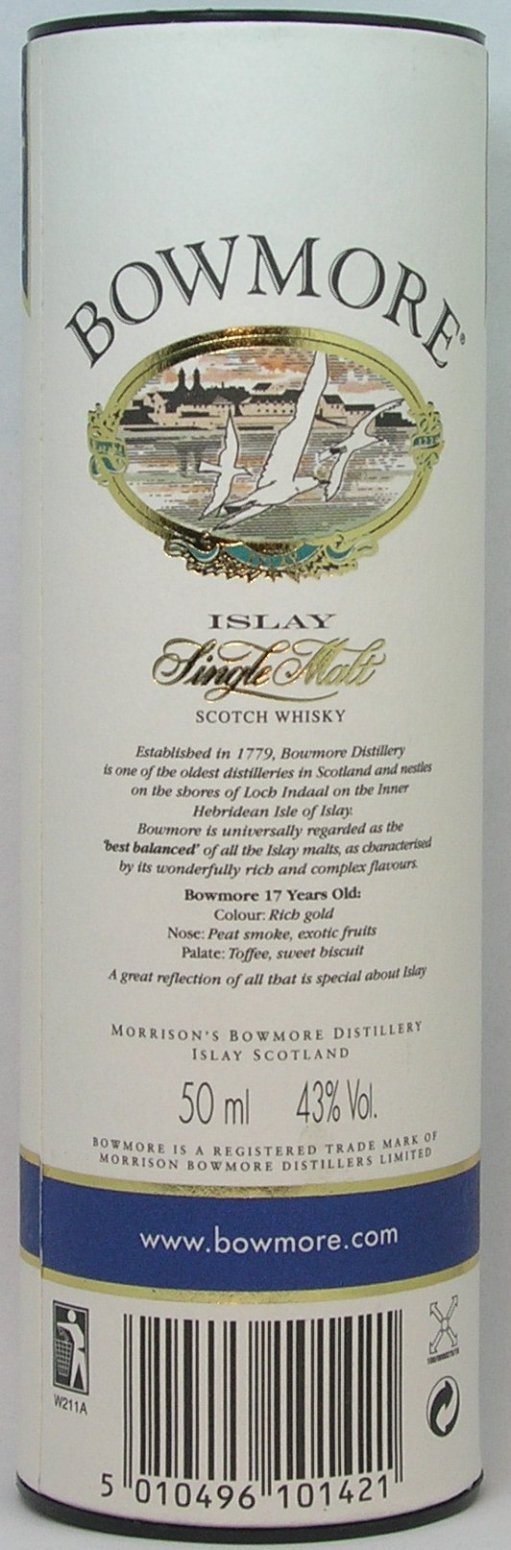 BOWMORE®
ISLAY
Single Malt
SCOTCH WHISKY
Established in 1779, Bowmore Distillery
is one of the oldest distilleries in Scotland and nestles
on the shores of Loch Indaal on the Inner
Hebridean Isle of Islay.
Bowmore is universally regarded as the
'best balanced' of all the Islay malts, as characterised
by its wonderfully rich and complex flavours.
Bowmore 17 Years Old:
Colour: Rich gold
Nose: Peat smoke, exotic fruits
Palate: Toffee, sweet biscuit
A great reflection of all that is special about Islay
MORRISON'S BOWMORE DISTILLERY
ISLAY SCOTLAND
50 ml 43% Vol.
BOWMORE IS A REGISTERED TRADE MARK OF
MORRISON BOWMORE DISTILLERS LIMITED
www.bowmore.com
W211A
5 010496 101421